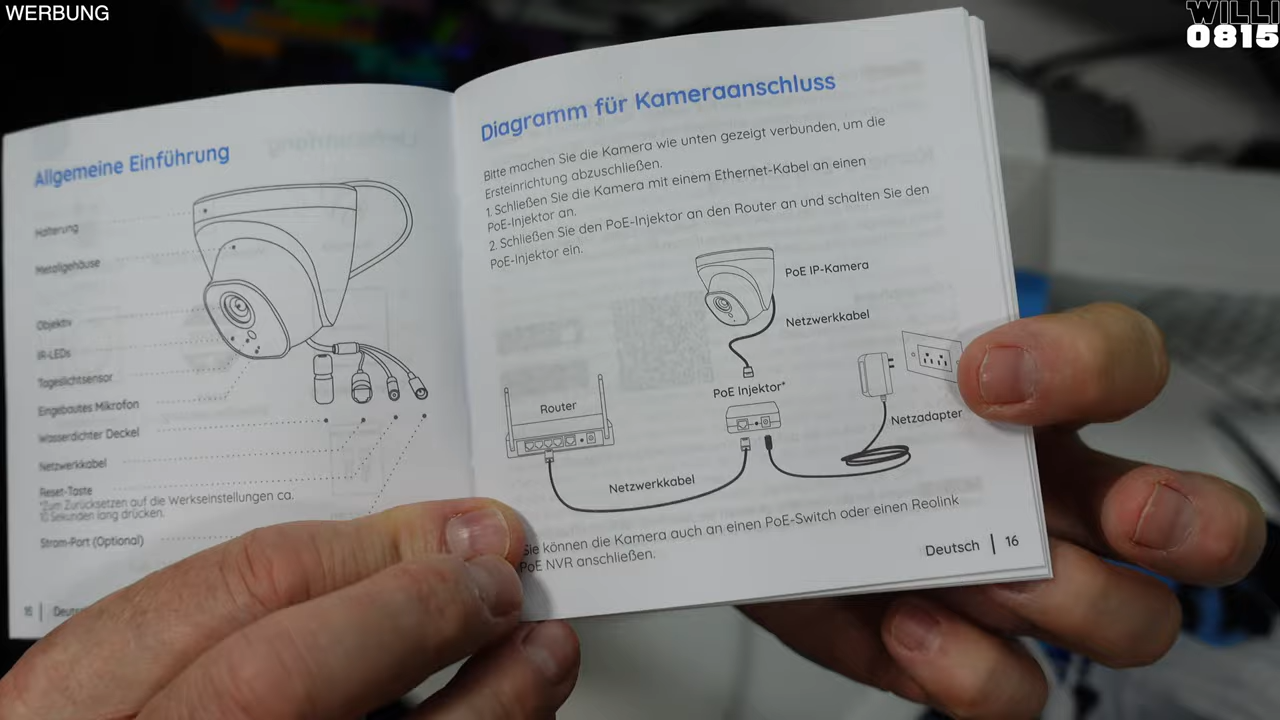 WERBUNG
WILLI
0815
Allgemeine Einführung
Halterung
Metallgehäuse
Objektiv
IR-LEDs
Tageslichtsensor
Eingebautes Mikrofon
Wasserdichter Deckel
Netzwerkkabel
Reset-Taste
*Zum Zurücksetzen auf die Werkseinstellungen ca.
10 Sekunden lang drücken.
Strom-Port (Optional)
15
Diagramm für Kameraanschluss
Bitte machen Sie die Kamera wie unten gezeigt verbunden, um die
Ersteinrichtung abzuschließen.
1. Schließen Sie die Kamera mit einem Ethernet-Kabel an einen
PoE-Injektor an.
2. Schließen Sie den PoE-Injektor an den Router an und schalten Sie den
PoE-Injektor ein.
PoE IP-Kamera
Netzwerkkabel
PoE Injektor*
Router
Netzadapter
Netzwerkkabel
Sie können die Kamera auch an einen PoE-Switch oder einen Reolink
PoE NVR anschließen.
Deutsch | 16